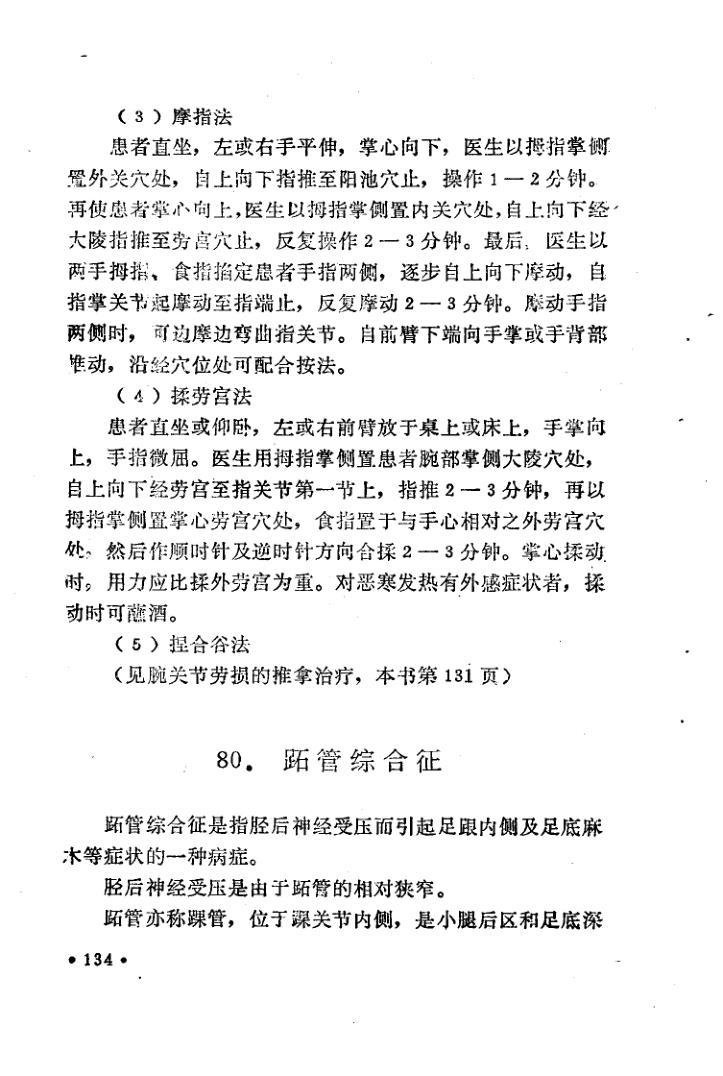 （3）摩指法
患者直坐，左或右手平伸，掌心向下，医生以拇指掌侧
置外关穴处，自上向下指推至阳池穴止，操作1—2分钟。
再使患者掌心向上，医生以拇指掌侧置内关穴处，自上向下经
大陵指推至劳宫穴止，反复操作2—3分钟。最后，医生以
两手拇指、食指掐定患者手指两侧，逐步自上向下摩动，自
指掌关节起摩动至指端止，反复摩动2—3分钟。摩动手指
两侧时，可边摩边弯曲指关节。自前臂下端向手掌或手背部
推动，沿经穴位处可配合按法。
（4）揉劳宫法
患者直坐或仰卧，左或右前臂放于桌上或床上，手掌向
上，手指微屈。医生用拇指掌侧置患者腕部掌侧大陵穴处，
自上向下经劳宫至指关节第一节上，指推2—3分钟，再以
拇指掌侧置掌心劳宫穴处，食指置于与手心相对之外劳宫穴
处。然后作顺时针及逆时针方向合揉2—3分钟。掌心揉动
时。用力应比揉外劳宫为重。对恶寒发热有外感症状者，揉
动时可蘸酒。
（5）捏合谷法
（见腕关节劳损的推拿治疗，本书第131页）
80．跖管综合征
跖管综合征是指胫后神经受压而引起足跟内侧及足底麻
木等症状的一种病症。
胫后神经受压是由于跖管的相对狭窄。
跖管亦称踝管，位于踝关节内侧，是小腿后区和足底深
•134•